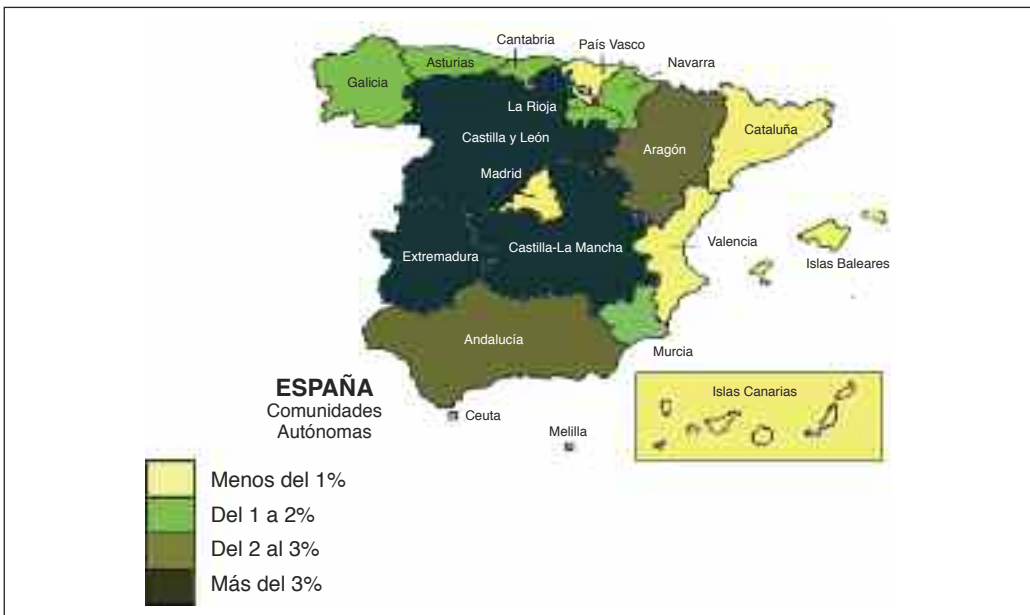 Cantabria
País Vasco
Asturias
Navarra
Galicia
La Rioja
Cataluña
Castilla y León
Aragón
Madrid
Castilla-La Mancha
Valencia
Extremadura
Islas Baleares
Andalucía
Murcia
ESPAÑA
Comunidades
Autónomas
Islas Canarias
Ceuta
Melilla
Menos del 1%
Del 1 a 2%
Del 2 al 3%
Más del 3%